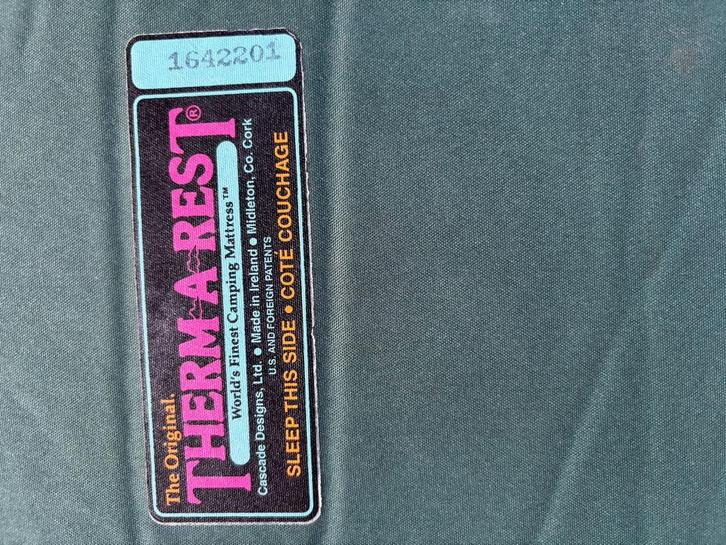 1642201
The Original.
THERM-A-REST®
World's Finest Camping Mattress™
Cascade Designs, Ltd. • Made in Ireland • Midleton, Co. Cork
U.S. AND FOREIGN PATENTS
SLEEP THIS SIDE • COTÉ COUCHAGE